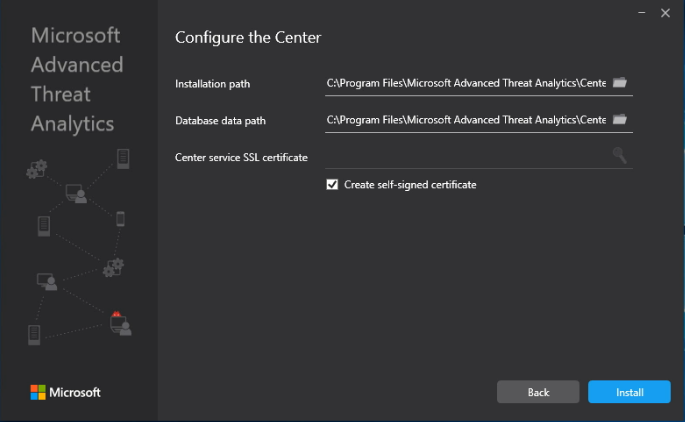 Microsoft
Advanced
Threat
Analytics
Configure the Center
Installation path
C:\Program Files\Microsoft Advanced Threat Analytics\Cente
Database data path
C:\Program Files\Microsoft Advanced Threat Analytics\Cente
Center service SSL certificate
Create self-signed certificate
Microsoft
Back
Install